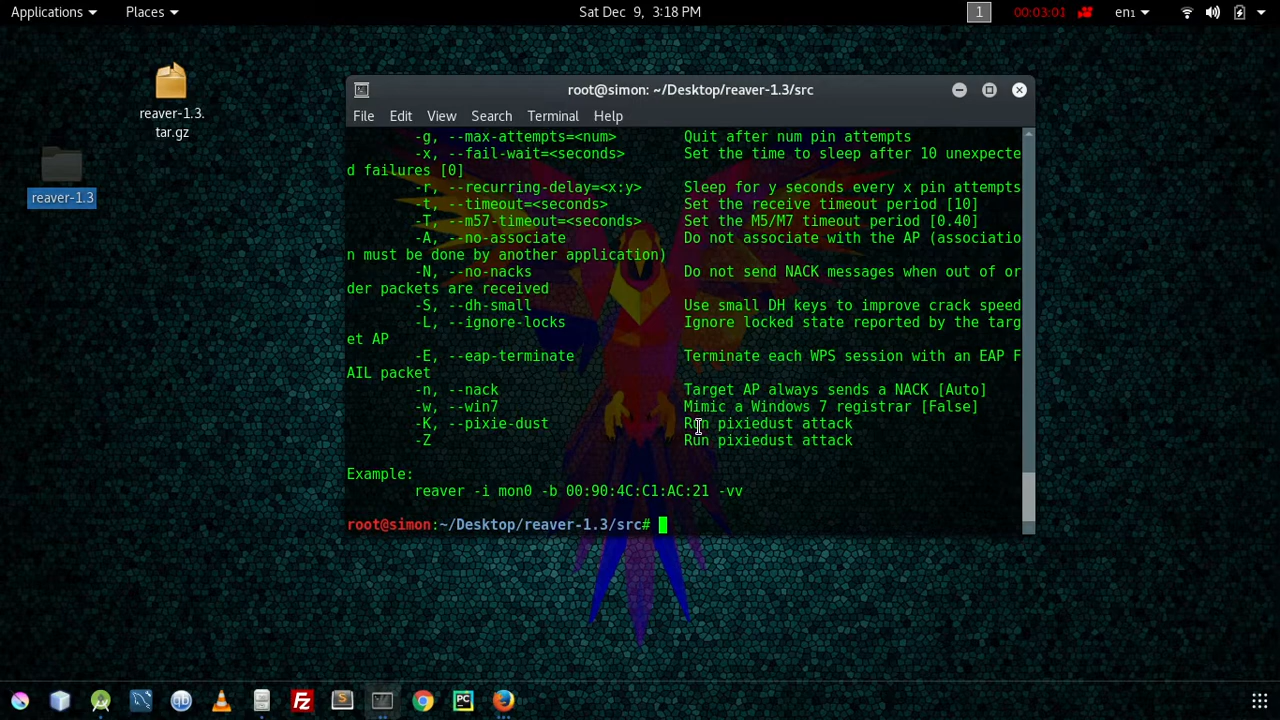 Applications Places Sat Dec 9, 3:18 PM 1 00:03:01 en₁
reaver-1.3.
tar.gz
reaver-1.3
root@simon: ~/Desktop/reaver-1.3/src
File Edit View Search Terminal Help
-g, --max-attempts=<num> Quit after num pin attempts
-x, --fail-wait=<seconds> Set the time to sleep after 10 unexpecte
d failures [0]
-r, --recurring-delay=<x:y> Sleep for y seconds every x pin attempts
-t, --timeout=<seconds> Set the receive timeout period [10]
-T, --m57-timeout=<seconds> Set the M5/M7 timeout period [0.40]
-A, --no-associate Do not associate with the AP (associatio
n must be done by another application)
-N, --no-nacks Do not send NACK messages when out of or
der packets are received
-S, --dh-small Use small DH keys to improve crack speed
-L, --ignore-locks Ignore locked state reported by the targ
et AP
-E, --eap-terminate Terminate each WPS session with an EAP F
AIL packet
-n, --nack Target AP always sends a NACK [Auto]
-w, --win7 Mimic a Windows 7 registrar [False]
-K, --pixie-dust Run pixiedust attack
-Z Run pixiedust attack
Example:
reaver -i mon0 -b 00:90:4C:C1:AC:21 -vv
root@simon:~/Desktop/reaver-1.3/src#
qb Fz S PC